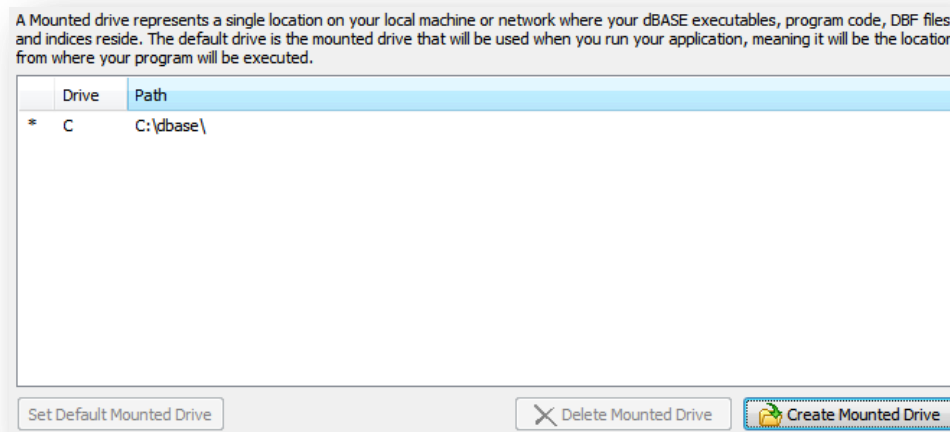 A Mounted drive represents a single location on your local machine or network where your dBASE executables, program code, DBF files
and indices reside. The default drive is the mounted drive that will be used when you run your application, meaning it will be the location
from where your program will be executed.
Drive Path
* C C:\dbase\
Set Default Mounted Drive Delete Mounted Drive Create Mounted Drive